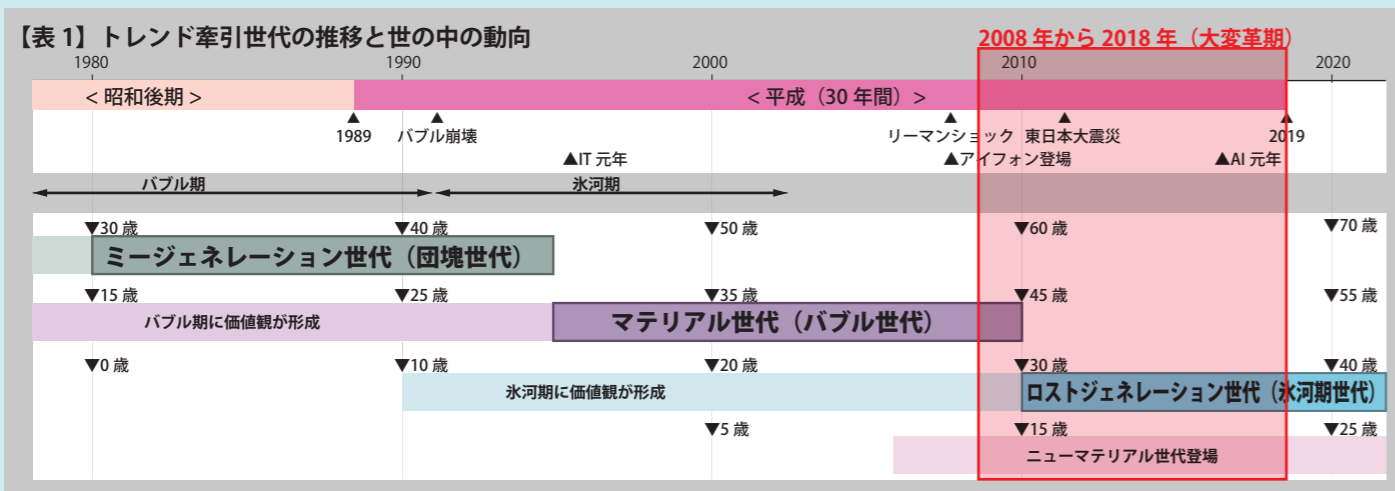 【表 1】トレンド牽引世代の推移と世の中の動向
2008 年から 2018 年（大変革期）
1980 1990 2000 2010 2020
< 昭和後期 > < 平成（30 年間）>
▲ ▲ ▲ ▲ ▲
1989 バブル崩壊 リーマンショック 東日本大震災 2019
▲IT 元年 ▲アイフォン登場 ▲AI 元年
バブル期 氷河期
▼30 歳 ▼40 歳 ▼50 歳 ▼60 歳 ▼70 歳
ミージェネレーション世代（団塊世代）
▼15 歳 ▼25 歳 ▼35 歳 ▼45 歳 ▼55 歳
バブル期に価値観が形成 マテリアル世代（バブル世代）
▼0 歳 ▼10 歳 ▼20 歳 ▼30 歳 ▼40 歳
氷河期に価値観が形成 ロストジェネレーション世代（氷河期世代）
▼5 歳 ▼15 歳 ▼25 歳
ニューマテリアル世代登場